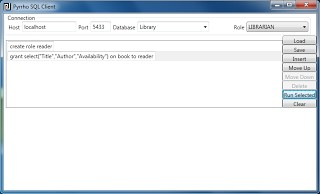 Pyrrho SQL Client
Connection
Host localhost Port 5433 Database Library Role LIBRARIAN
create role reader
grant select("Title","Author","Availability") on book to reader
Load
Save
Insert
Move Up
Move Down
Delete
Run Selected
Clear